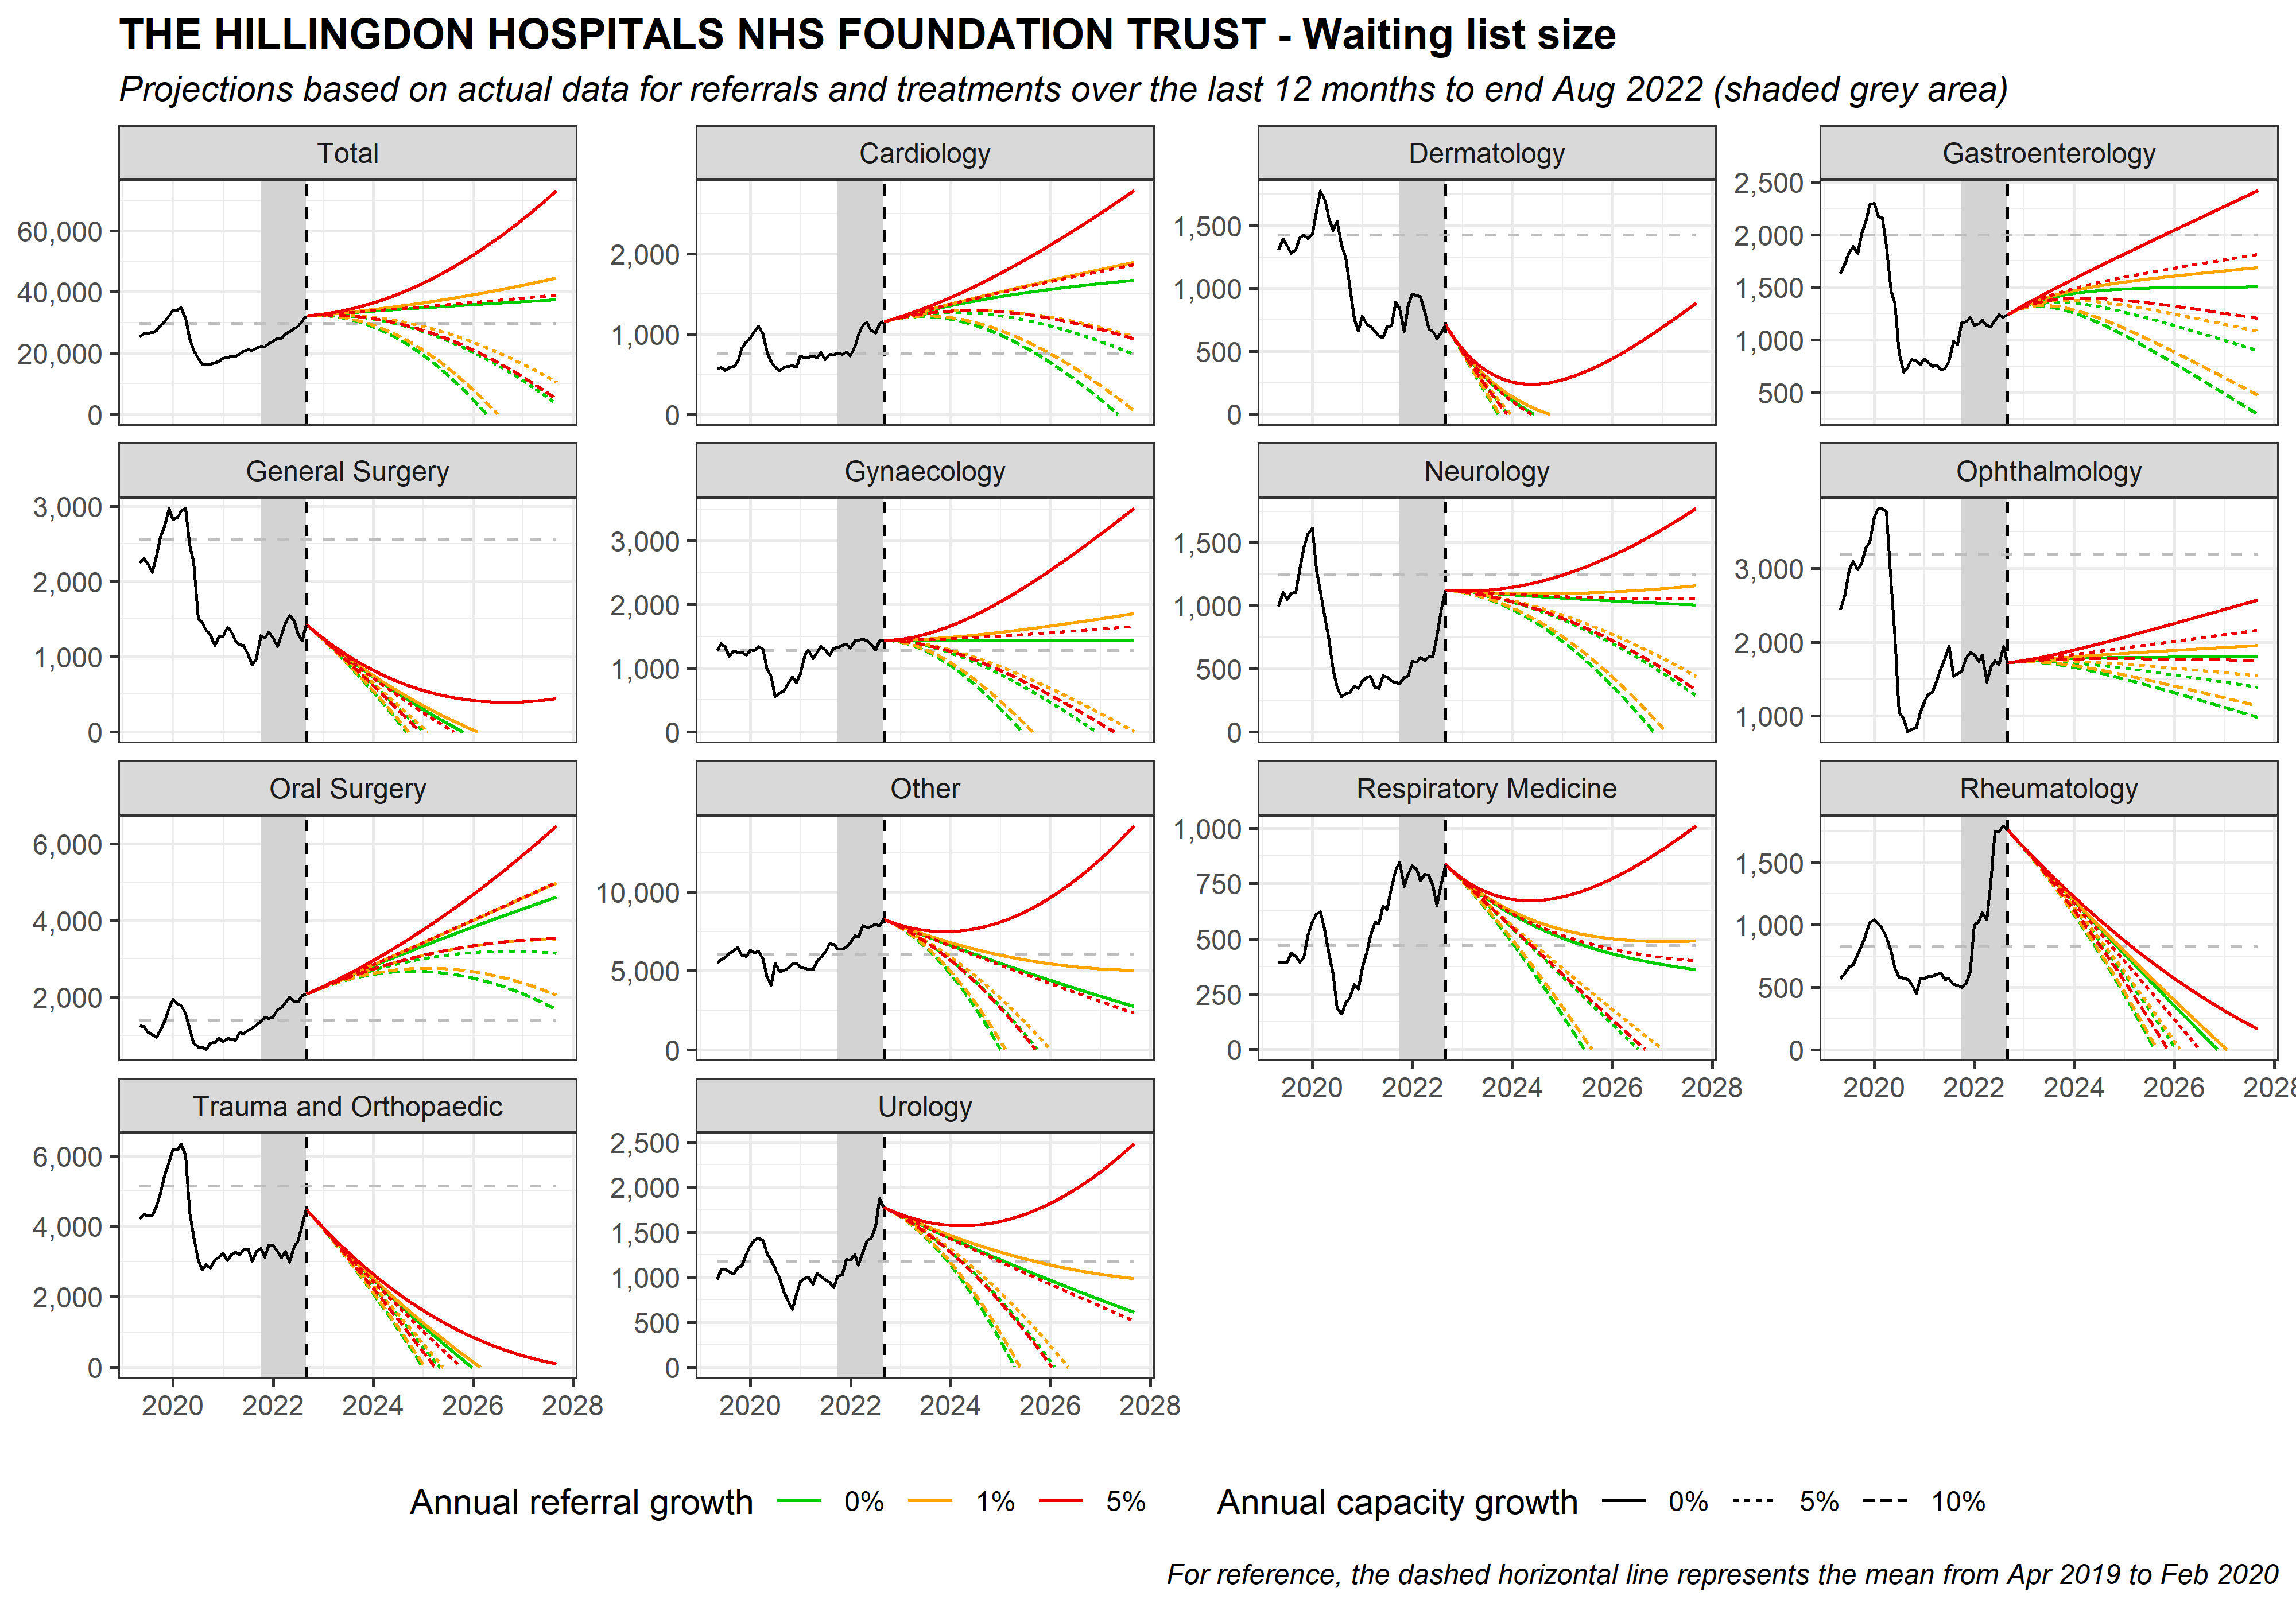 THE HILLINGDON HOSPITALS NHS FOUNDATION TRUST - Waiting list size
Projections based on actual data for referrals and treatments over the last 12 months to end Aug 2022 (shaded grey area)
Total
60,000
40,000
20,000
0
Cardiology
2,000
1,000
0
Dermatology
1,500
1,000
500
0
Gastroenterology
2,500
2,000
1,500
1,000
500
General Surgery
3,000
2,000
1,000
0
Gynaecology
3,000
2,000
1,000
0
Neurology
1,500
1,000
500
0
Ophthalmology
3,000
2,000
1,000
Oral Surgery
6,000
4,000
2,000
Other
10,000
5,000
0
Respiratory Medicine
1,000
750
500
250
0
2020 2022 2024 2026 2028
Rheumatology
1,500
1,000
500
0
2020 2022 2024 2026 2028
Trauma and Orthopaedic
6,000
4,000
2,000
0
2020 2022 2024 2026 2028
Urology
2,500
2,000
1,500
1,000
500
0
2020 2022 2024 2026 2028
Annual referral growth 0% 1% 5% Annual capacity growth 0% 5% 10%
For reference, the dashed horizontal line represents the mean from Apr 2019 to Feb 2020